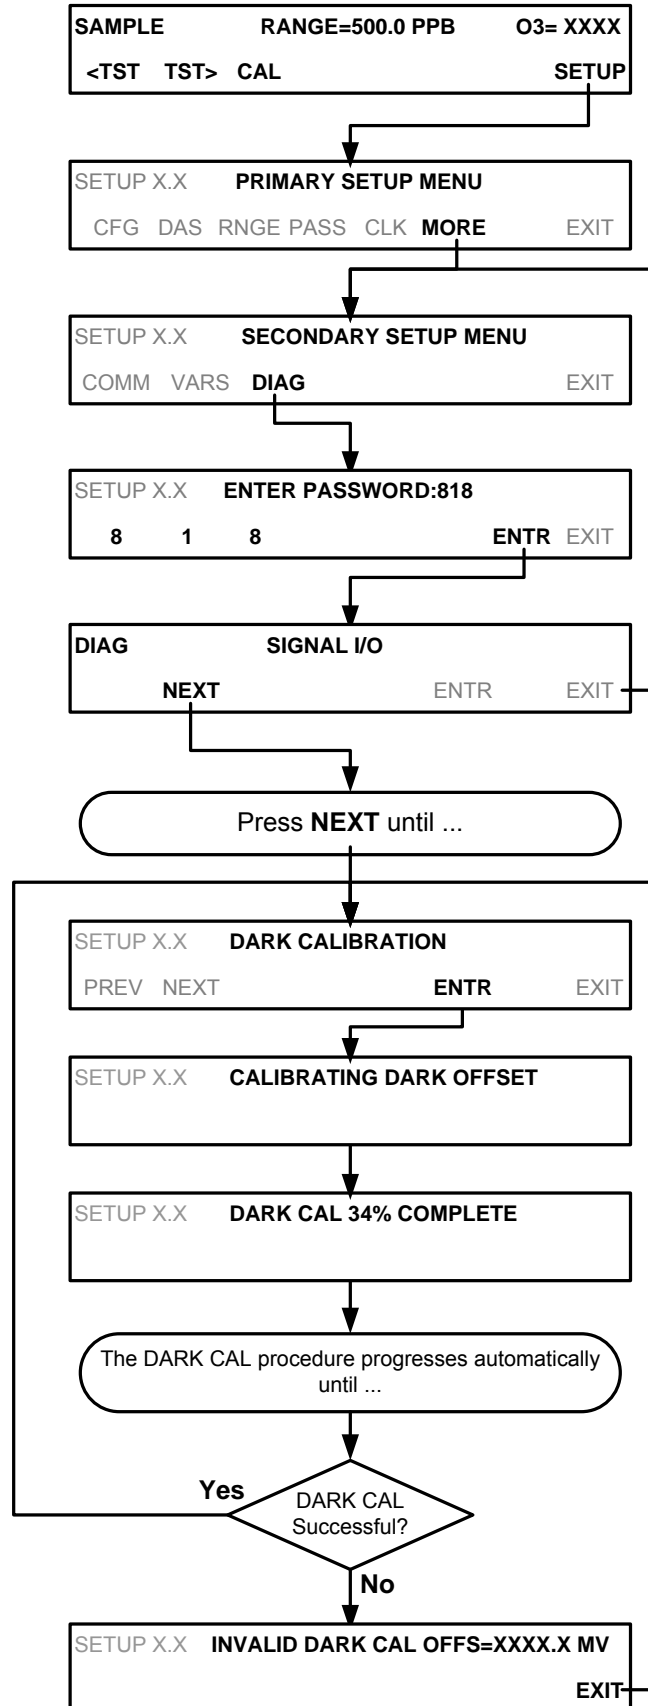 SAMPLE RANGE=500.0 PPB O3= XXXX
<TST TST> CAL SETUP
SETUP X.X PRIMARY SETUP MENU
CFG DAS RNGE PASS CLK MORE EXIT
SETUP X.X SECONDARY SETUP MENU
COMM VARS DIAG EXIT
SETUP X.X ENTER PASSWORD:818
8 1 8 ENTR EXIT
DIAG SIGNAL I/O
NEXT ENTR EXIT
Press NEXT until ...
SETUP X.X DARK CALIBRATION
PREV NEXT ENTR EXIT
SETUP X.X CALIBRATING DARK OFFSET
SETUP X.X DARK CAL 34% COMPLETE
The DARK CAL procedure progresses automatically
until ...
Yes
DARK CAL
Successful?
No
SETUP X.X INVALID DARK CAL OFFS=XXXX.X MV
EXIT